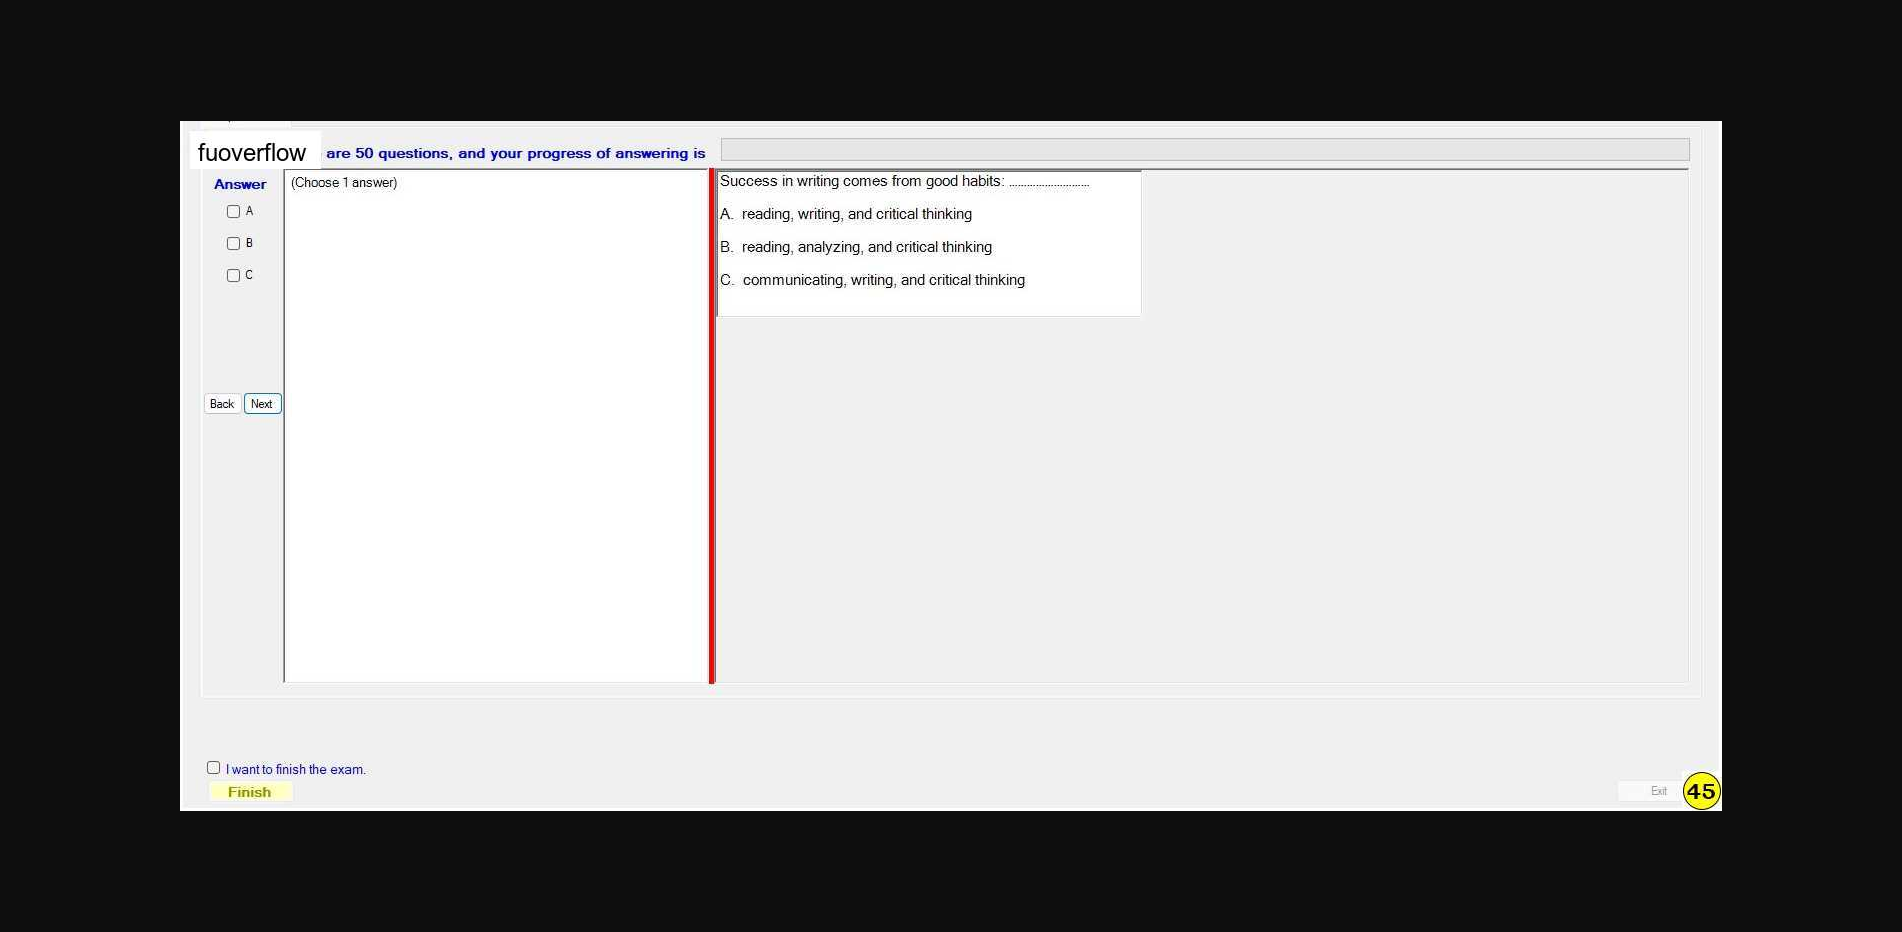 fuoverflow are 50 questions, and your progress of answering is
Answer
A
B
C
Back Next
(Choose 1 answer)
Success in writing comes from good habits: ...........................
A. reading, writing, and critical thinking
B. reading, analyzing, and critical thinking
C. communicating, writing, and critical thinking
I want to finish the exam.
Finish
Exit
45